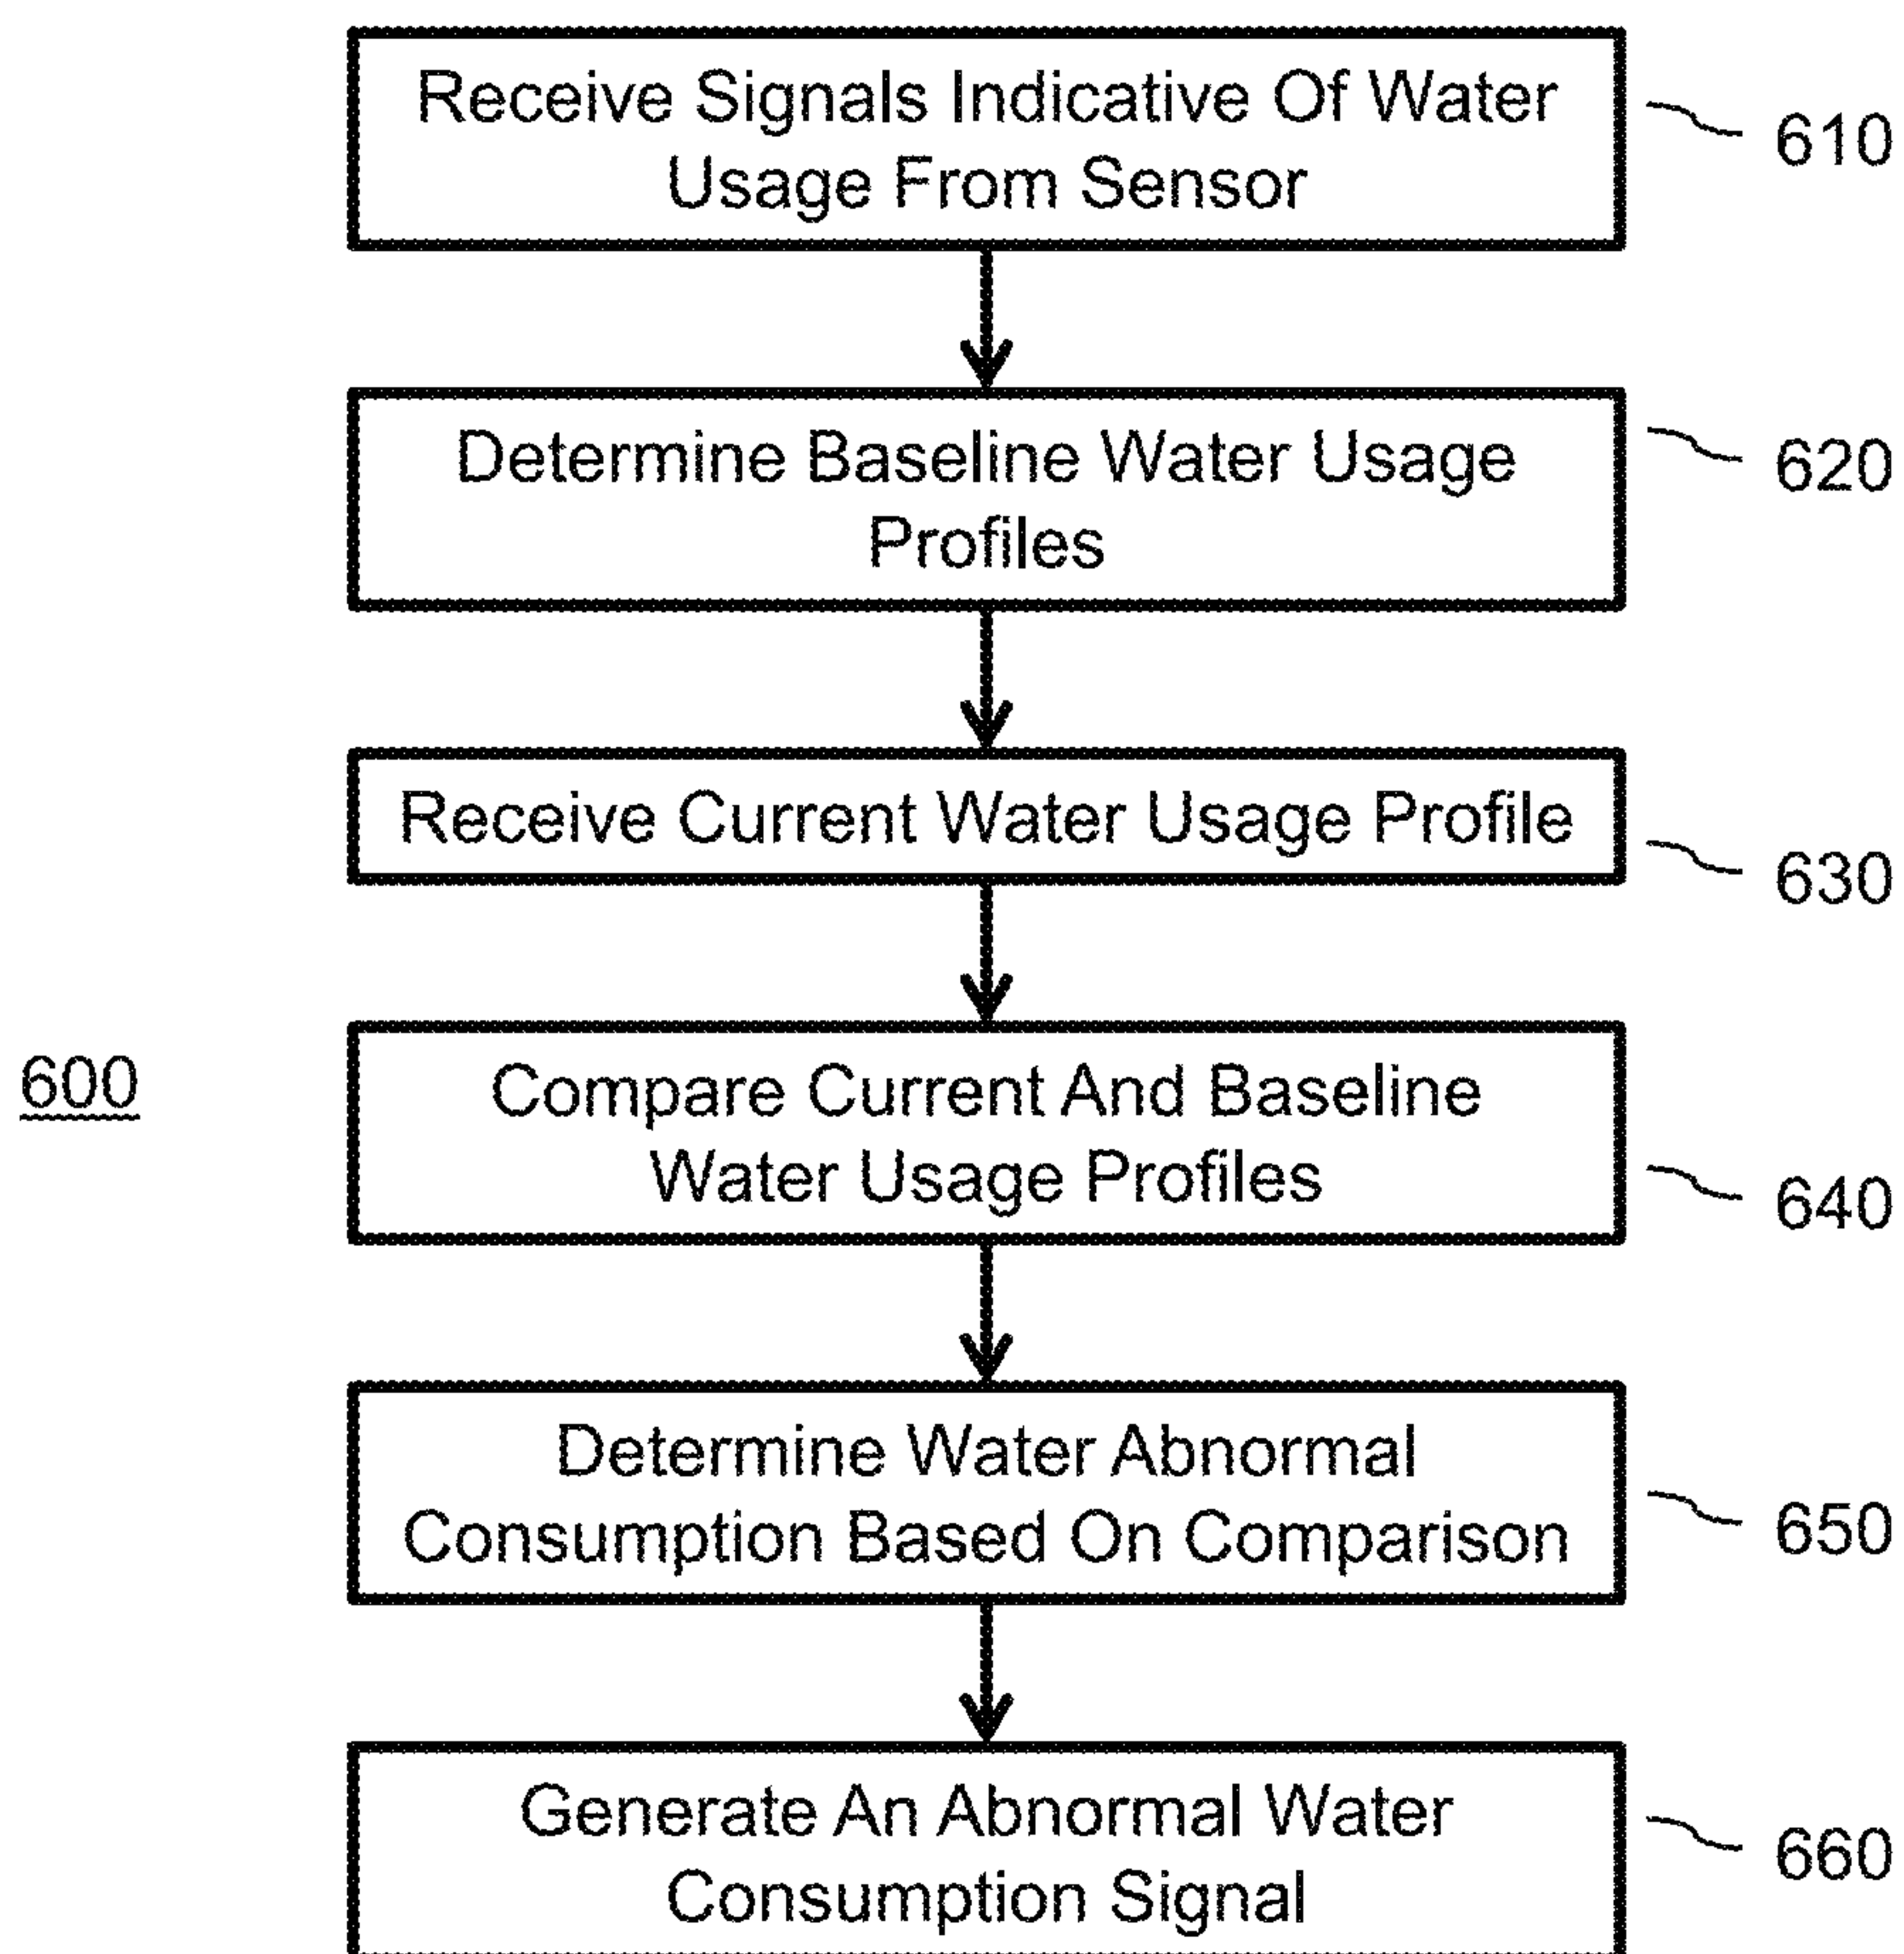 Receive Signals Indicative Of Water
Usage From Sensor
610
Determine Baseline Water Usage
Profiles
620
Receive Current Water Usage Profile
630
600
Compare Current And Baseline
Water Usage Profiles
640
Determine Water Abnormal
Consumption Based On Comparison
650
Generate An Abnormal Water
Consumption Signal
660